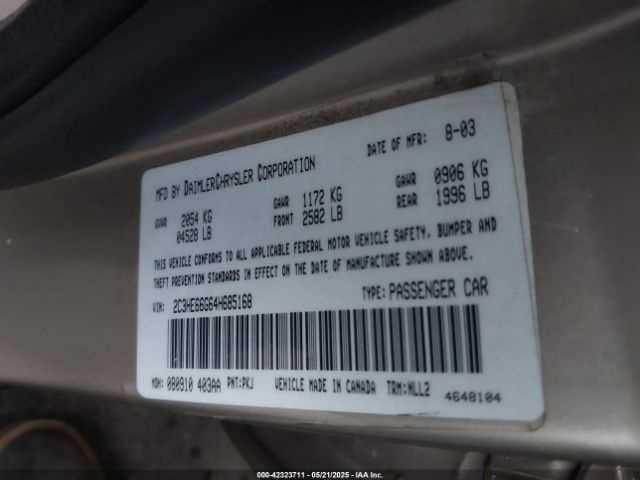 MFD BY DAIMLERCHRYSLER CORPORATION DATE OF MFR: 8-03
GVWR 2054 KG GAWR 1172 KG GAWR 0906 KG
04528 LB FRONT 2582 LB REAR 1996 LB
THIS VEHICLE CONFORMS TO ALL APPLICABLE FEDERAL MOTOR VEHICLE SAFETY, BUMPER AND
THEFT PREVENTION STANDARDS IN EFFECT ON THE DATE OF MANUFACTURE SHOWN ABOVE.
VIN: 2C3HE66G64H685168 TYPE: PASSENGER CAR
MDH: 080910 403AA PNT:PKJ VEHICLE MADE IN CANADA TRM:NLL2
4648104
000-42323711 - 05/21/2025 - IAA Inc.